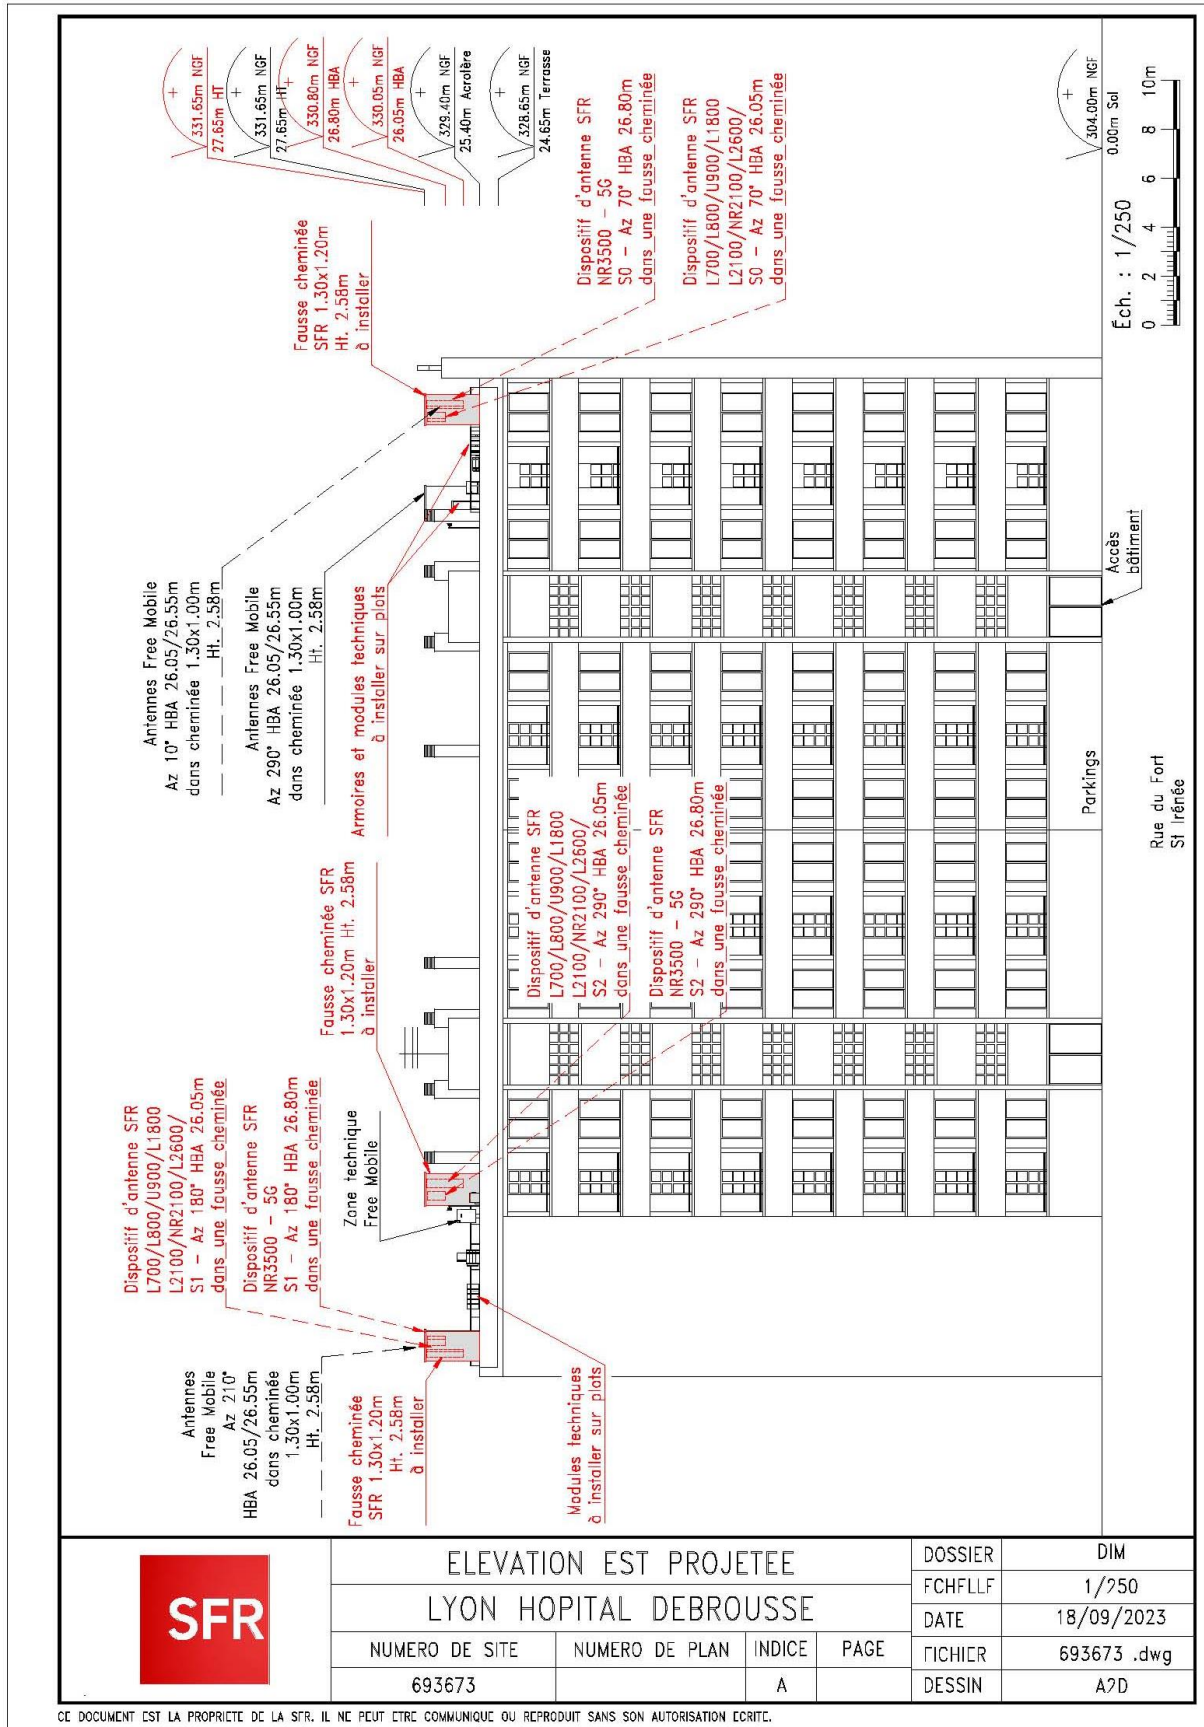 331.65m NGF
27.65m HT
331.65m NGF
27.65m HT
330.80m NGF
26.80m HBA
330.05m NGF
26.05m HBA
329.40m NGF
25.40m Acrotère
328.65m NGF
24.65m Terrasse
304.00m NGF
0.00m Sol
Fausse cheminée
SFR 1.30x1.20m
Ht. 2.58m
à installer
Dispositif d'antenne SFR
NR3500 - 5G
S0 - Az 70° HBA 26.80m
dans une fausse cheminée
Dispositif d'antenne SFR
L700/L800/U900/L1800
L2100/NR2100/L2600/
S0 - Az 70° HBA 26.05m
dans une fausse cheminée
Éch. : 1/250
0 2 4 6 8 10m
Antennes Free Mobile
Az 10° HBA 26.05/26.55m
dans cheminée 1.30x1.00m
Ht. 2.58m
Antennes Free Mobile
Az 290° HBA 26.05/26.55m
dans cheminée 1.30x1.00m
Ht. 2.58m
Armoires et modules techniques
à installer sur plots
Accès
bâtiment
Parkings
Rue du Fort
St Irénée
Fausse cheminée SFR
1.30x1.20m Ht. 2.58m
à installer
Dispositif d'antenne SFR
L700/L800/U900/L1800
L2100/NR2100/L2600/
S2 - Az 290° HBA 26.05m
dans une fausse cheminée
Dispositif d'antenne SFR
NR3500 - 5G
S2 - Az 290° HBA 26.80m
dans une fausse cheminée
Dispositif d'antenne SFR
L700/L800/U900/L1800
L2100/NR2100/L2600/
S1 - Az 180° HBA 26.05m
dans une fausse cheminée
Dispositif d'antenne SFR
NR3500 - 5G
S1 - Az 180° HBA 26.80m
dans une fausse cheminée
Zone technique
Free Mobile
Antennes
Free Mobile
Az 210°
HBA 26.05/26.55m
dans cheminée
1.30x1.00m
Ht. 2.58m
Fausse cheminée
SFR 1.30x1.20m
Ht. 2.58m
à installer
Modules techniques
à installer sur plots
SFR
ELEVATION EST PROJETEE
LYON HOPITAL DEBROUSSE
NUMERO DE SITE NUMERO DE PLAN INDICE PAGE
693673 A
DOSSIER DIM
ECHELLE 1/250
DATE 18/09/2023
FICHIER 693673 .dwg
DESSIN A2D
CE DOCUMENT EST LA PROPRIETE DE LA SFR. IL NE PEUT ETRE COMMUNIQUE OU REPRODUIT SANS SON AUTORISATION ECRITE.